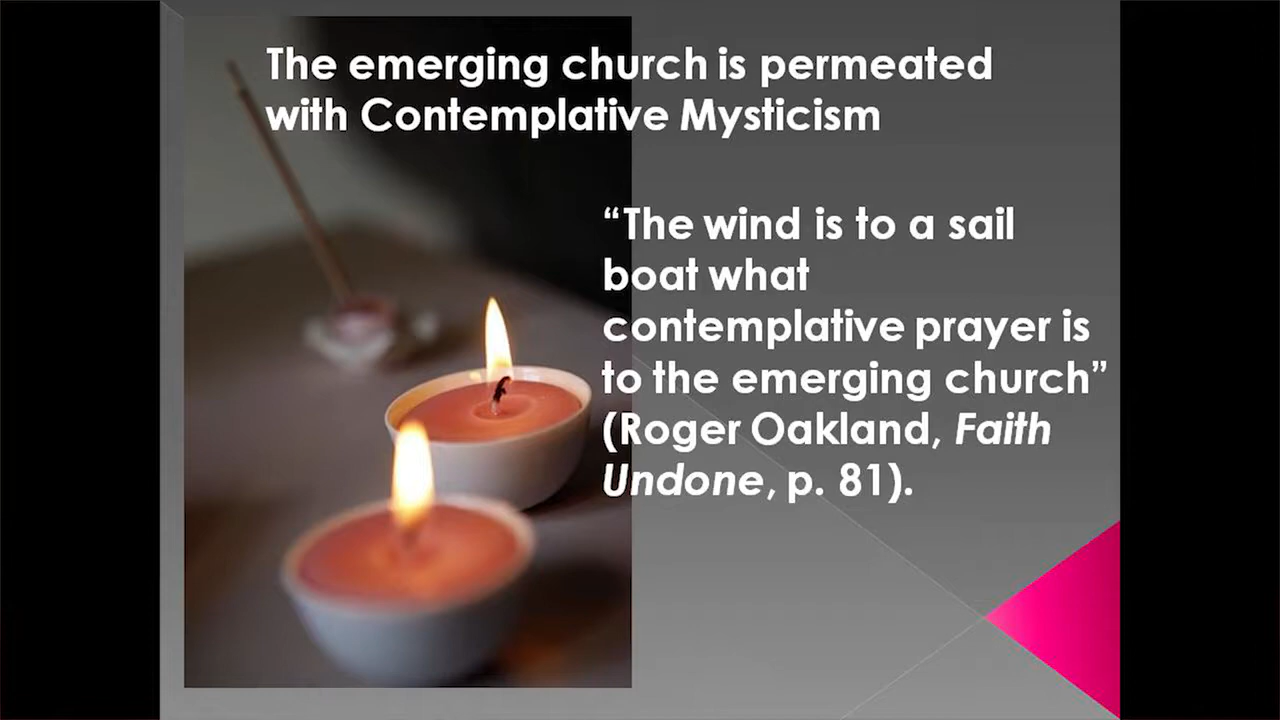 The emerging church is permeated
with Contemplative Mysticism
“The wind is to a sail
boat what
contemplative prayer is
to the emerging church”
(Roger Oakland, Faith
Undone, p. 81).